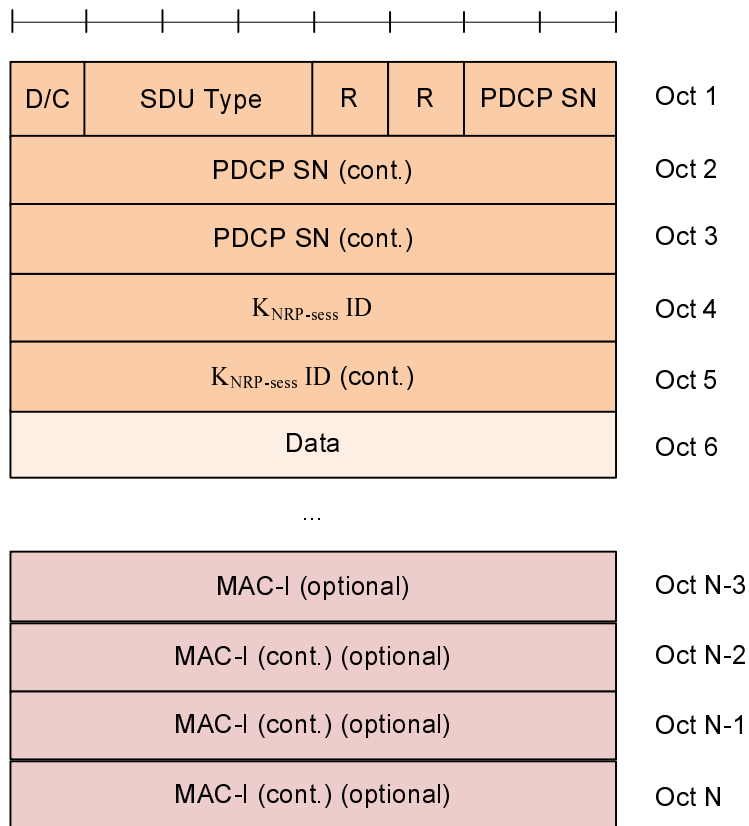 D/C SDU Type R R PDCP SN Oct 1
PDCP SN (cont.) Oct 2
PDCP SN (cont.) Oct 3
KNRP-sess ID Oct 4
KNRP-sess ID (cont.) Oct 5
Data Oct 6
...
MAC-I (optional) Oct N-3
MAC-I (cont.) (optional) Oct N-2
MAC-I (cont.) (optional) Oct N-1
MAC-I (cont.) (optional) Oct N